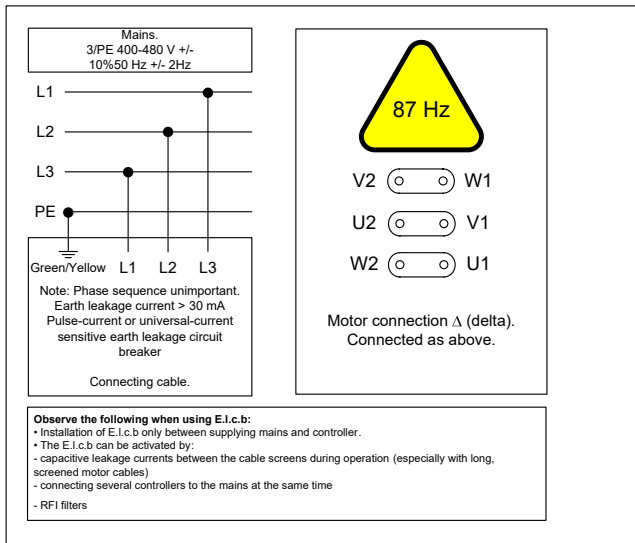 Mains.
3/PE 400-480 V +/-
10%50 Hz +/- 2Hz
L1
L2
L3
PE
Green/Yellow L1 L2 L3
Note: Phase sequence unimportant.
Earth leakage current > 30 mA
Pulse-current or universal-current
sensitive earth leakage circuit
breaker
Connecting cable.
87 Hz
V2 W1
U2 V1
W2 U1
Motor connection Δ (delta).
Connected as above.
Observe the following when using E.l.c.b:
• Installation of E.l.c.b only between supplying mains and controller.
• The E.l.c.b can be activated by:
- capacitive leakage currents between the cable screens during operation (especially with long,
screened motor cables)
- connecting several controllers to the mains at the same time
- RFI filters